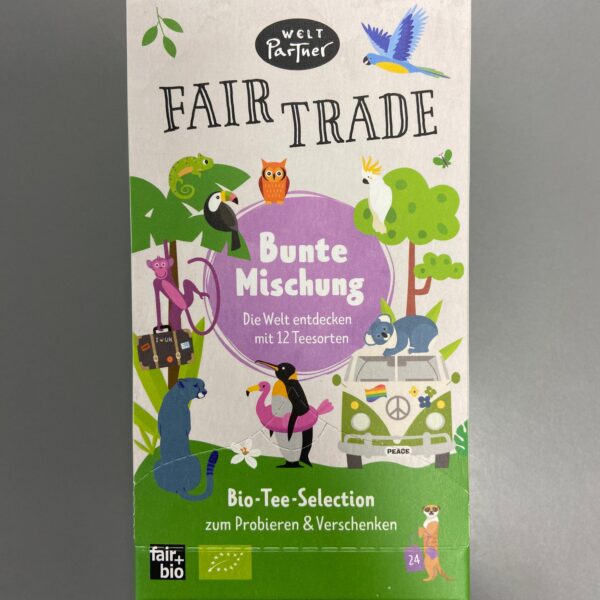 WELT
PARTNER
FAIR TRADE
Bunte
Mischung
Die Welt entdecken
mit 12 Teesorten
I ♥ UK
PEACE
Bio-Tee-Selection
zum Probieren & Verschenken
fair+
bio
24